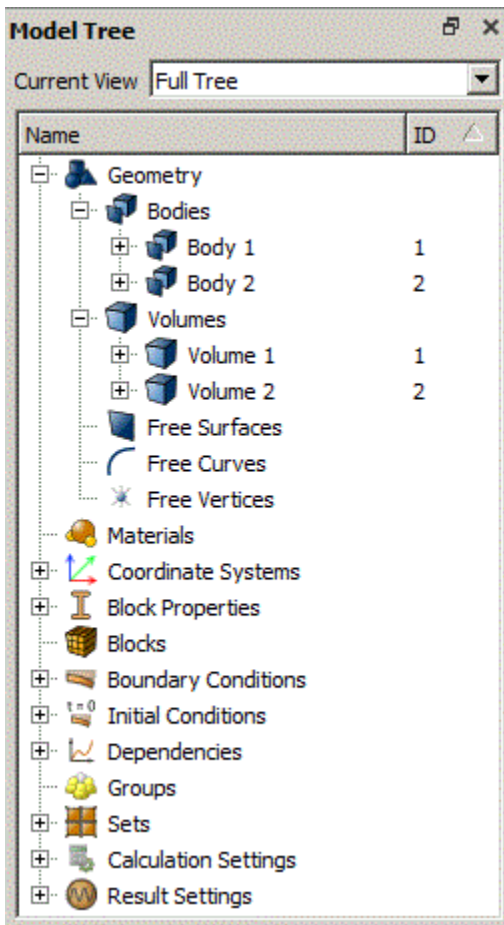 Model Tree
Current View Full Tree
Name ID
Geometry
Bodies
Body 1 1
Body 2 2
Volumes
Volume 1 1
Volume 2 2
Free Surfaces
Free Curves
Free Vertices
Materials
Coordinate Systems
Block Properties
Blocks
Boundary Conditions
t = 0 Initial Conditions
Dependencies
Groups
Sets
Calculation Settings
Result Settings